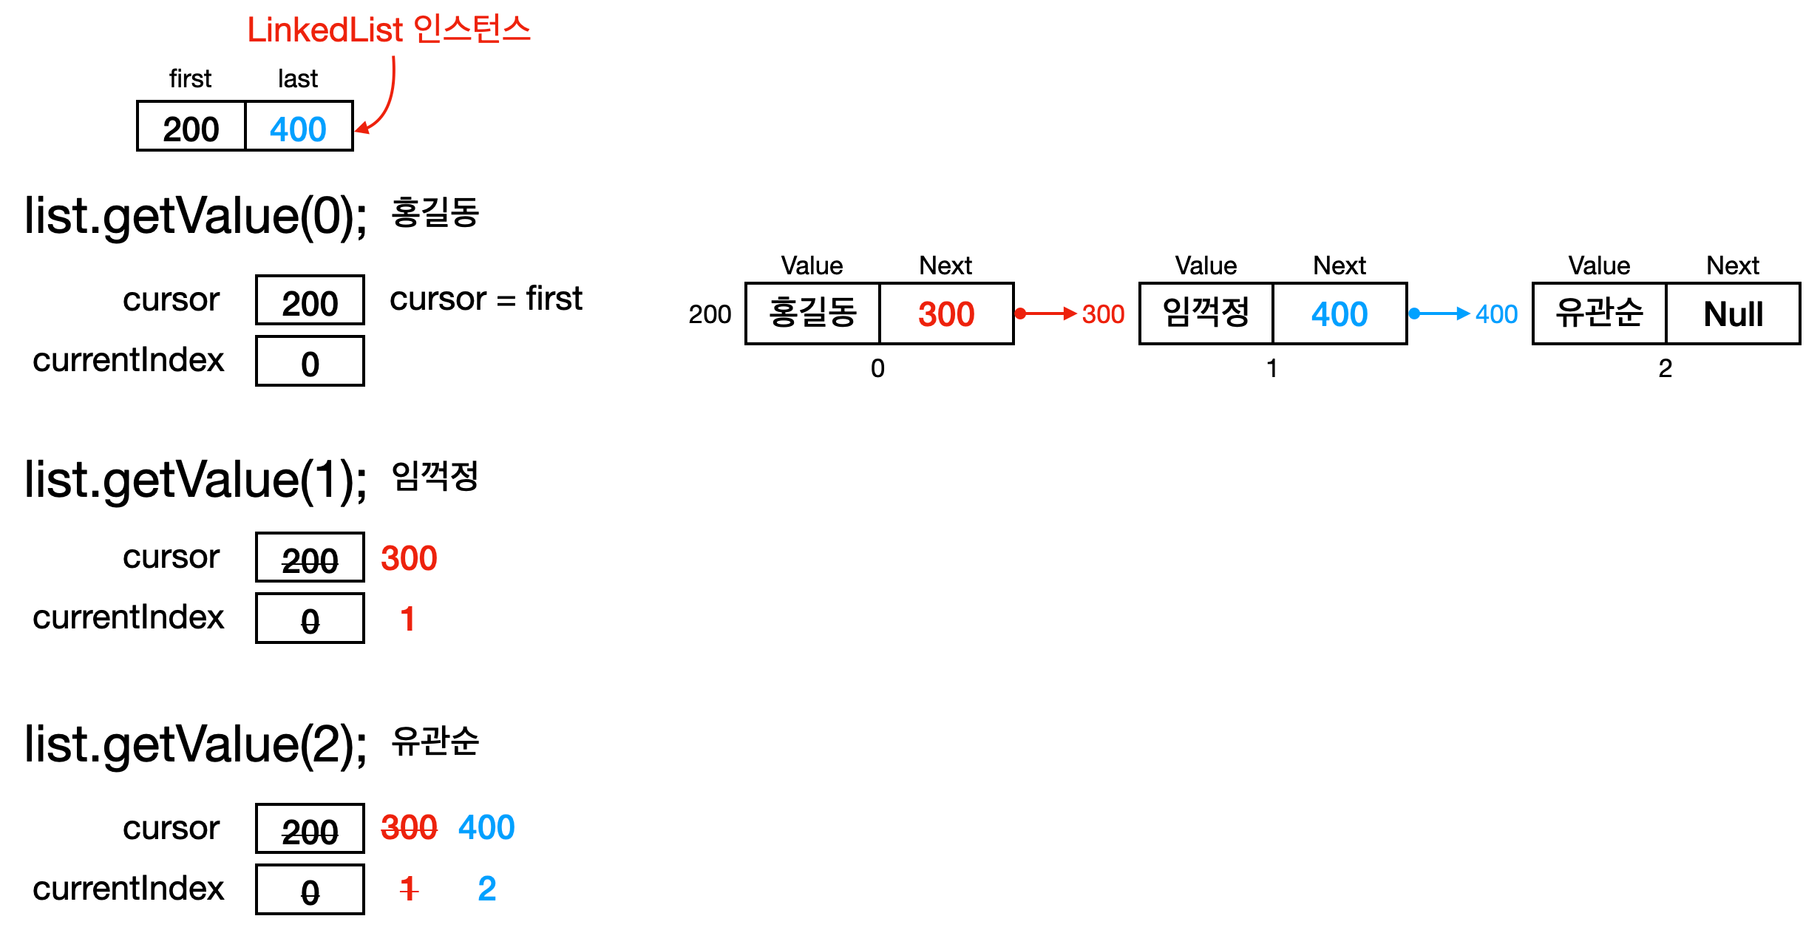 LinkedList 인스턴스
first last
200 400
list.getValue(0); 홍길동
cursor 200 cursor = first
currentIndex 0
Value Next Value Next Value Next
200 홍길동 300 300 임꺽정 400 400 유관순 Null
0 1 2
list.getValue(1); 임꺽정
cursor 200 300
currentIndex 0 1
list.getValue(2); 유관순
cursor 200 300 400
currentIndex 0 1 2